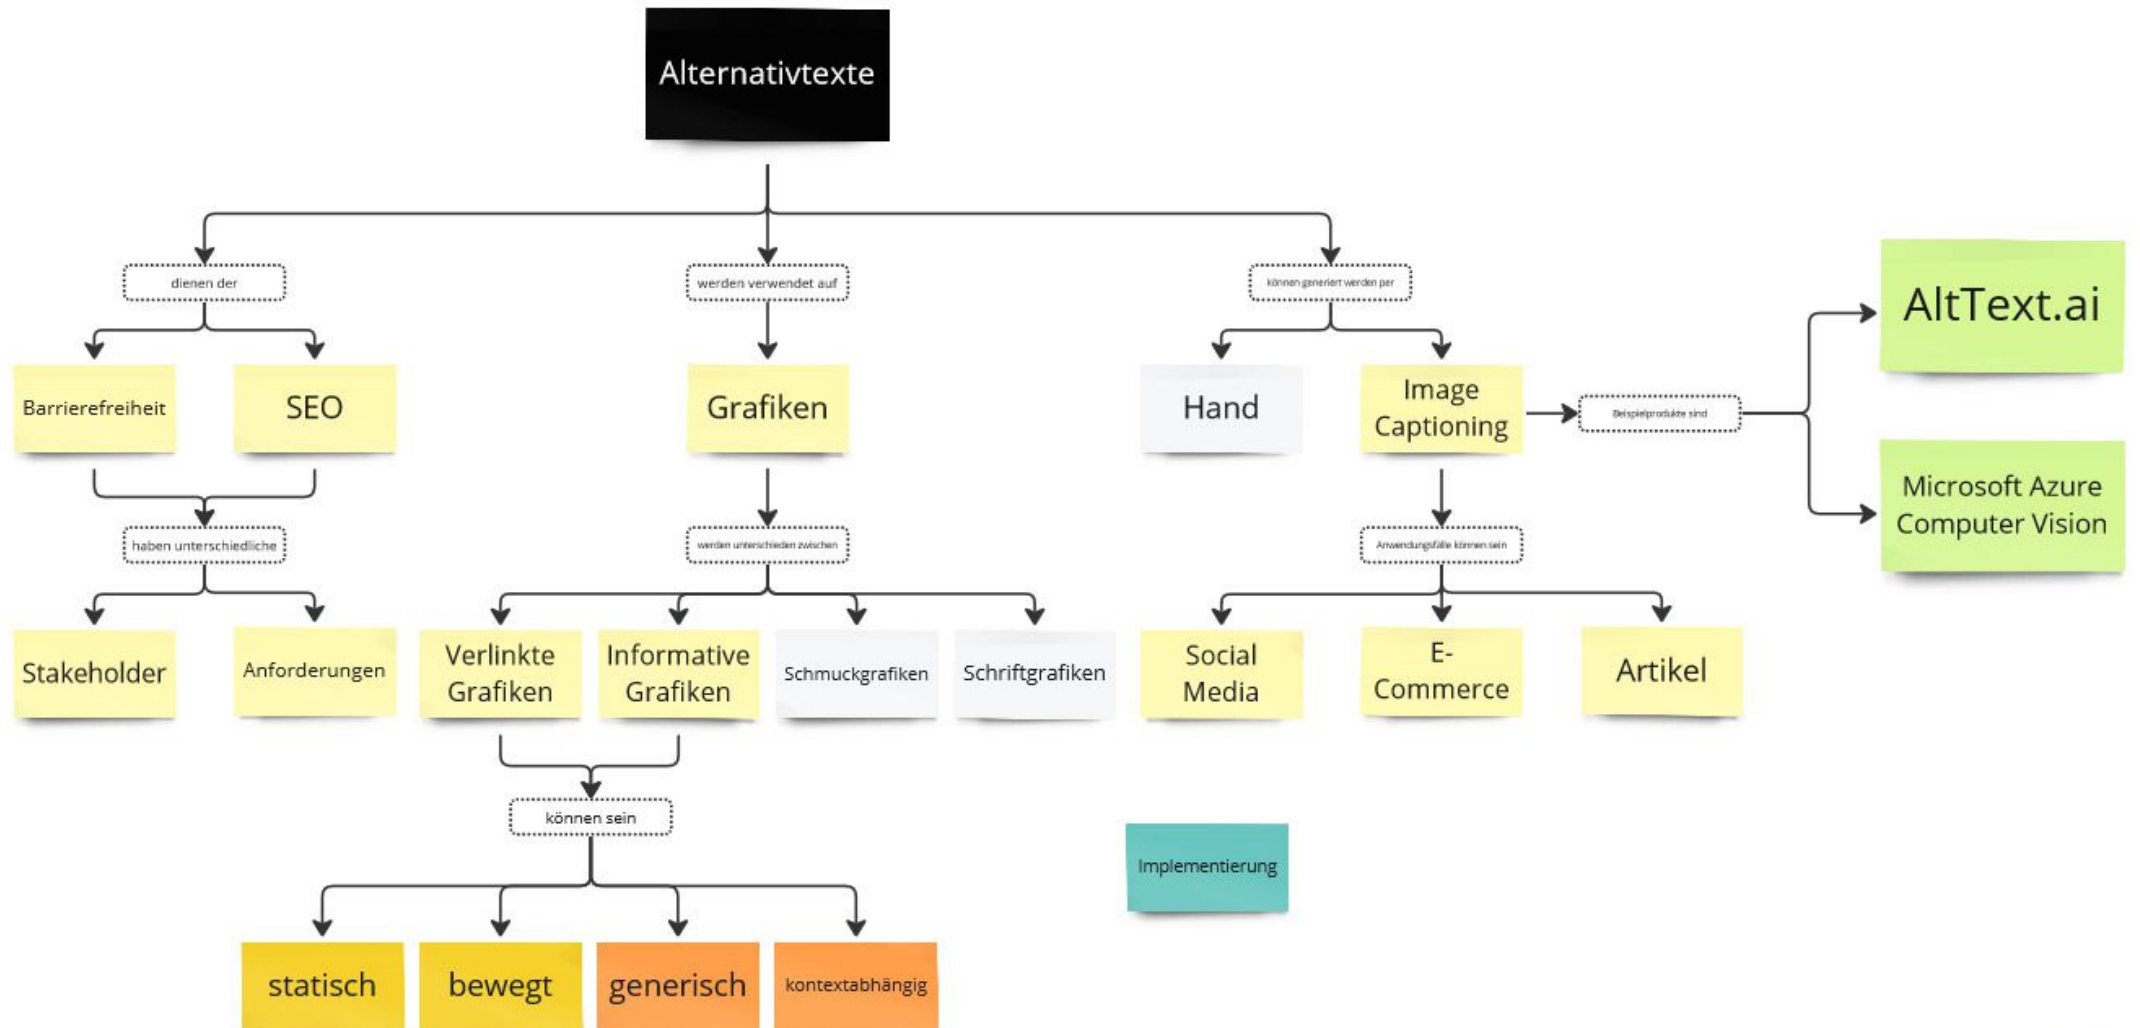 Alternativtexte
dienen der
werden verwendet auf
können generiert werden per
AltText.ai
Barrierefreiheit
SEO
Grafiken
Hand
Image
Captioning
Beispielprodukte sind
Microsoft Azure
Computer Vision
haben unterschiedliche
werden unterschieden zwischen
Anwendungsfälle können sein
Stakeholder
Anforderungen
Verlinkte
Grafiken
Informative
Grafiken
Schmuckgrafiken
Schriftgrafiken
Social
Media
E-
Commerce
Artikel
können sein
Implementierung
statisch
bewegt
generisch
kontextabhängig